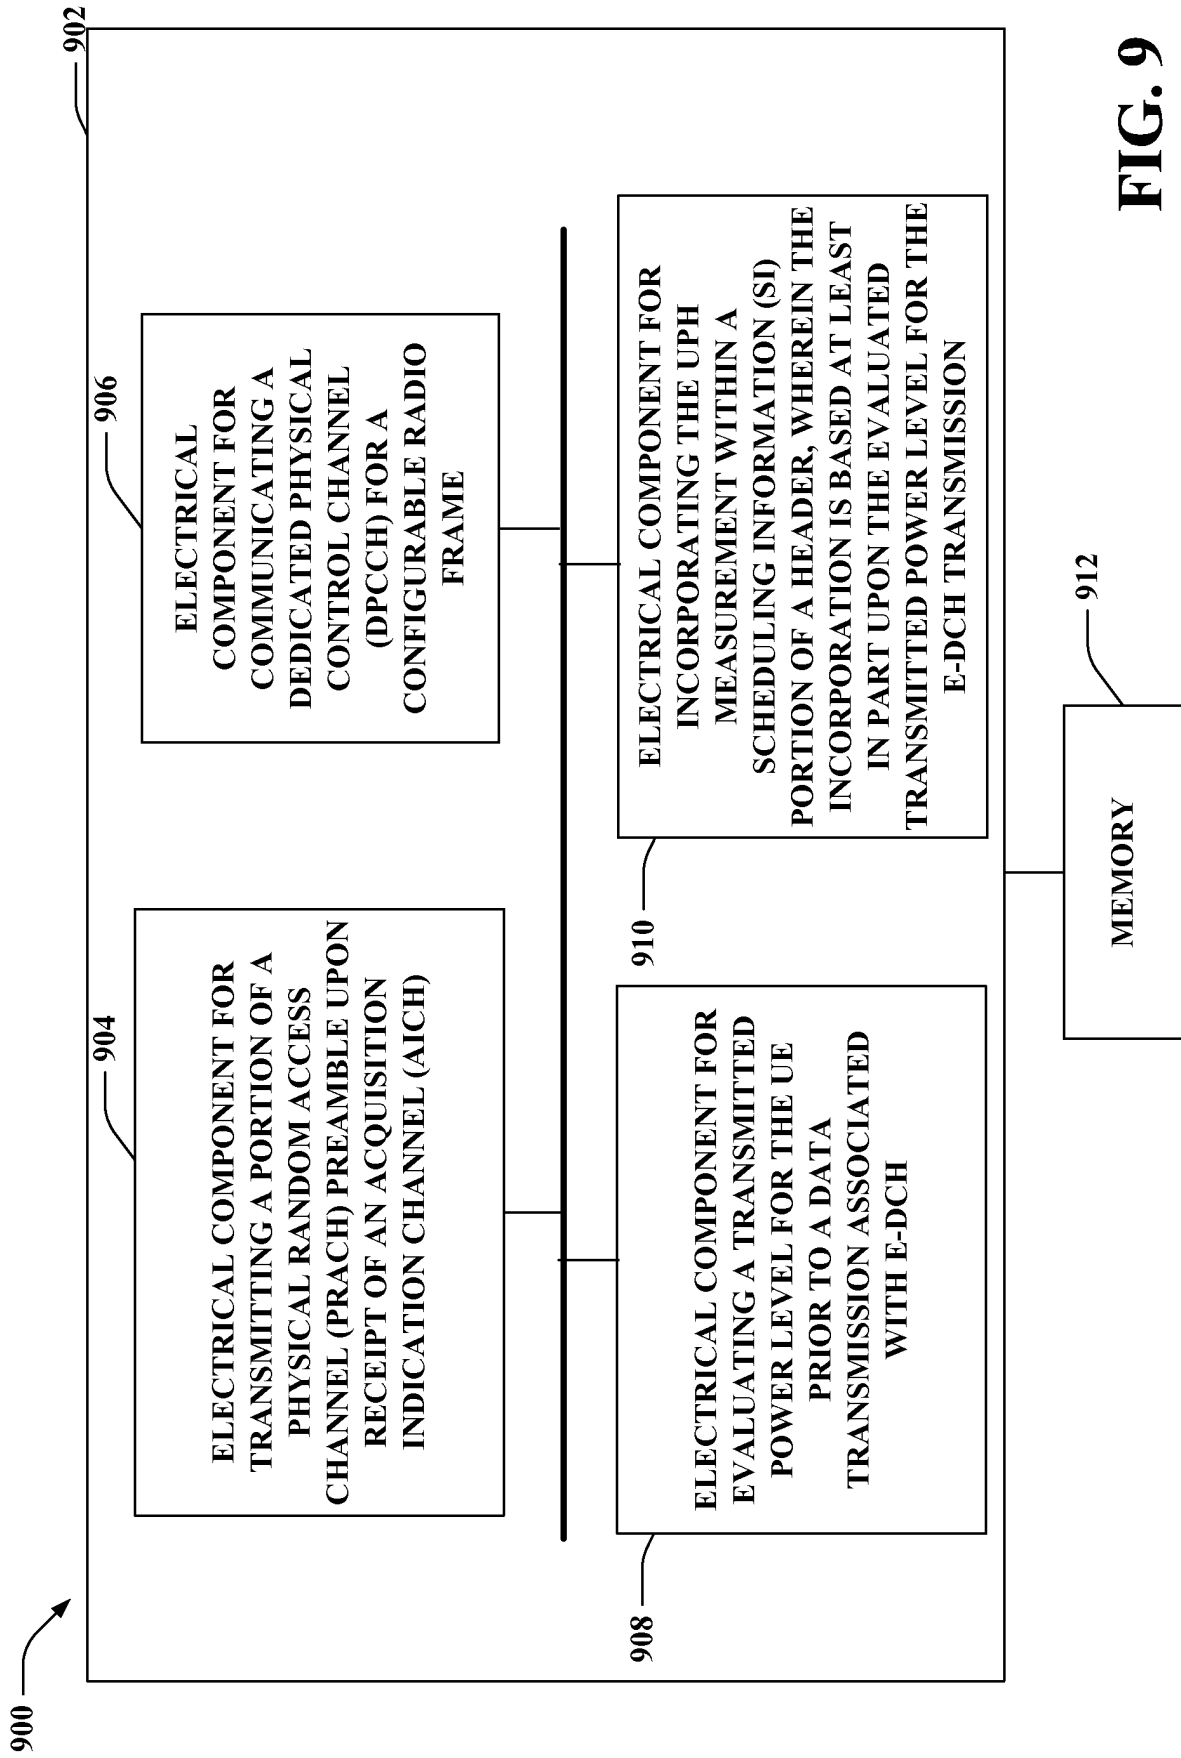 900
902
904
ELECTRICAL COMPONENT FOR
TRANSMITTING A PORTION OF A
PHYSICAL RANDOM ACCESS
CHANNEL (PRACH) PREAMBLE UPON
RECEIPT OF AN ACQUISITION
INDICATION CHANNEL (AICH)
906
ELECTRICAL
COMPONENT FOR
COMMUNICATING A
DEDICATED PHYSICAL
CONTROL CHANNEL
(DPCCH) FOR A
CONFIGURABLE RADIO
FRAME
908
ELECTRICAL COMPONENT FOR
EVALUATING A TRANSMITTED
POWER LEVEL FOR THE UE
PRIOR TO A DATA
TRANSMISSION ASSOCIATED
WITH E-DCH
910
ELECTRICAL COMPONENT FOR
INCORPORATING THE UPH
MEASUREMENT WITHIN A
SCHEDULING INFORMATION (SI)
PORTION OF A HEADER, WHEREIN THE
INCORPORATION IS BASED AT LEAST
IN PART UPON THE EVALUATED
TRANSMITTED POWER LEVEL FOR THE
E-DCH TRANSMISSION
912
MEMORY
FIG. 9